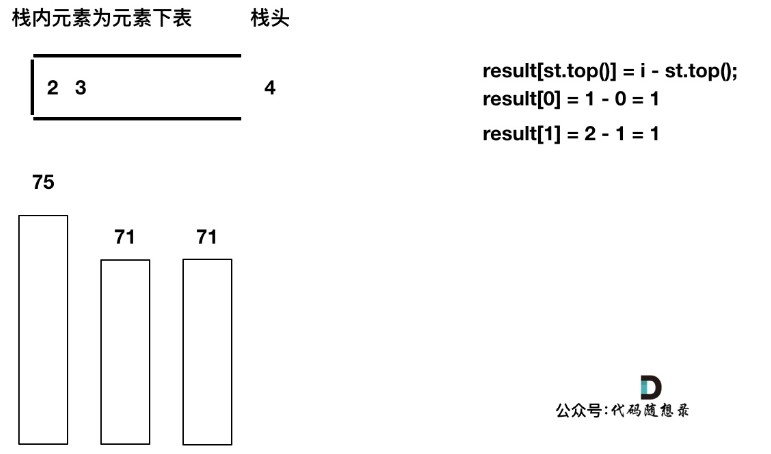 栈内元素为元素下表 栈头
2 3 4
result[st.top()] = i - st.top();
result[0] = 1 - 0 = 1
result[1] = 2 - 1 = 1
75
71 71
D
公众号:代码随想录